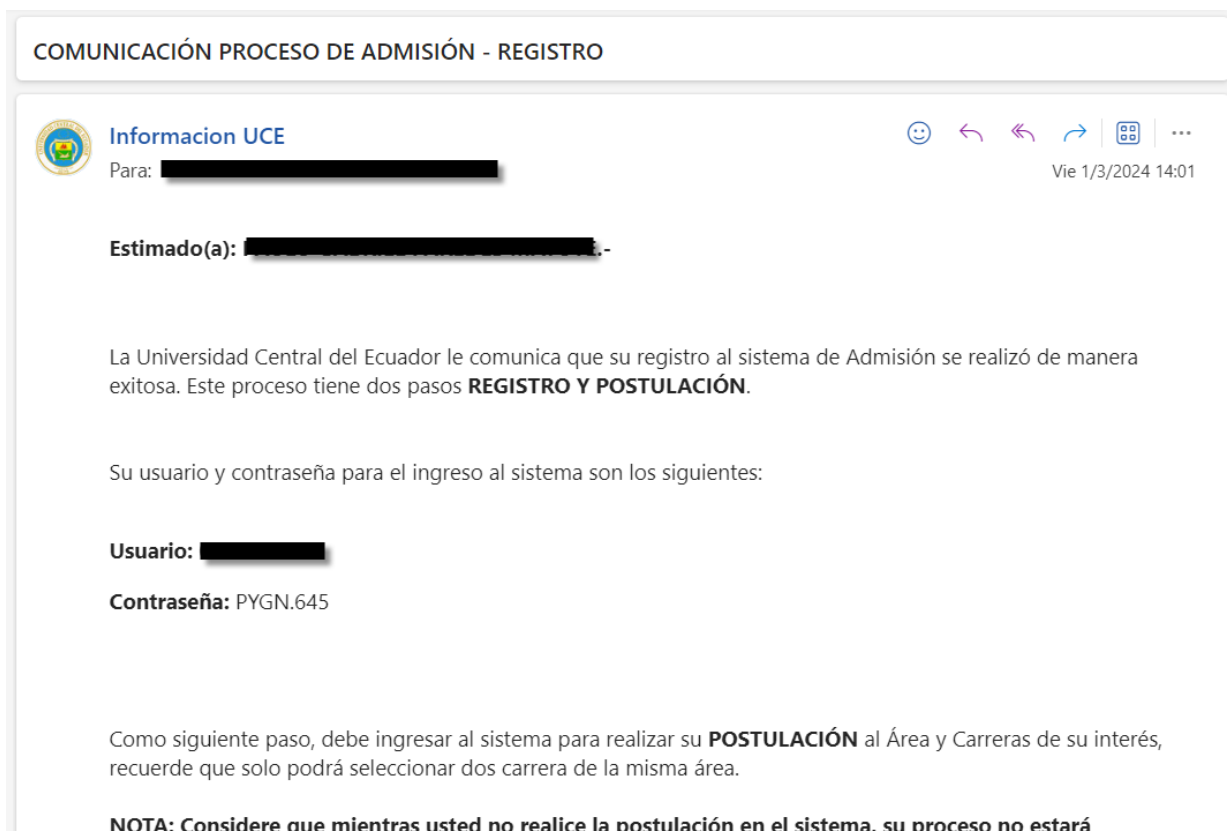 COMUNICACIÓN PROCESO DE ADMISIÓN - REGISTRO
Informacion UCE
Para:
Vie 1/3/2024 14:01
Estimado(a): .-
La Universidad Central del Ecuador le comunica que su registro al sistema de Admisión se realizó de manera
exitosa. Este proceso tiene dos pasos REGISTRO Y POSTULACIÓN.
Su usuario y contraseña para el ingreso al sistema son los siguientes:
Usuario:
Contraseña: PYGN.645
Como siguiente paso, debe ingresar al sistema para realizar su POSTULACIÓN al Área y Carreras de su interés,
recuerde que solo podrá seleccionar dos carrera de la misma área.
NOTA: Considere que mientras usted no realice la postulación en el sistema, su proceso no estará